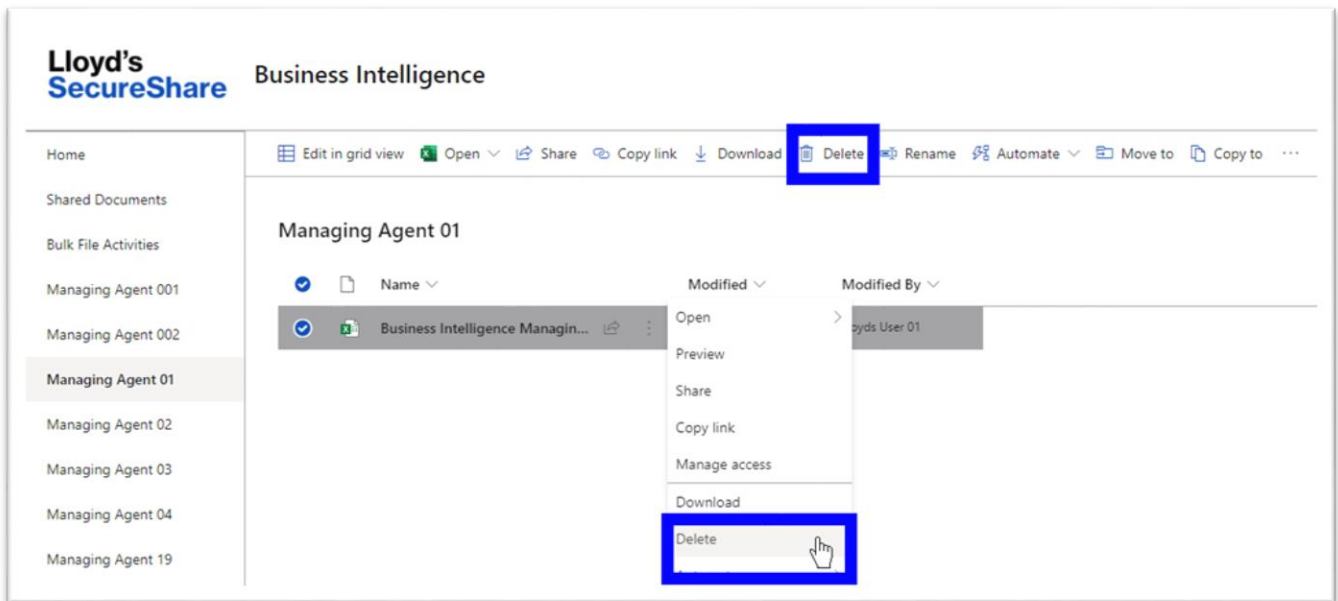 Lloyd's
SecureShare
Business Intelligence
Home
Shared Documents
Bulk File Activities
Managing Agent 001
Managing Agent 002
Managing Agent 01
Managing Agent 02
Managing Agent 03
Managing Agent 04
Managing Agent 19
Edit in grid view Open Share Copy link Download Delete Rename Automate Move to Copy to ...
Managing Agent 01
Name Modified Modified By
Business Intelligence Managin... User 01
Open
Preview
Share
Copy link
Manage access
Download
Delete